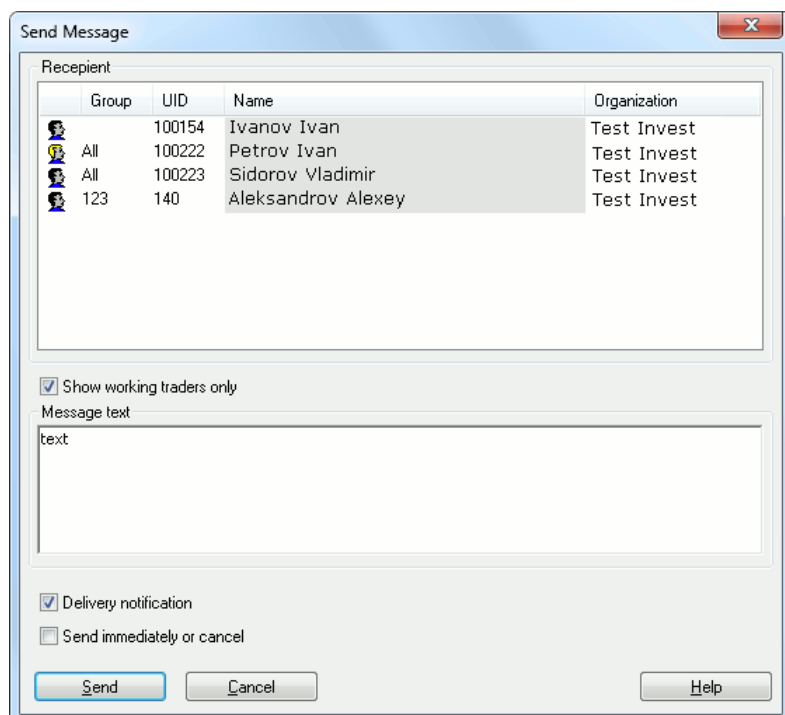 Send Message
Recepient
Group UID Name Organization
100154 Ivanov Ivan Test Invest
All 100222 Petrov Ivan Test Invest
All 100223 Sidorov Vladimir Test Invest
123 140 Aleksandrov Alexey Test Invest
Show working traders only
Message text
text
Delivery notification
Send immediately or cancel
Send Cancel Help